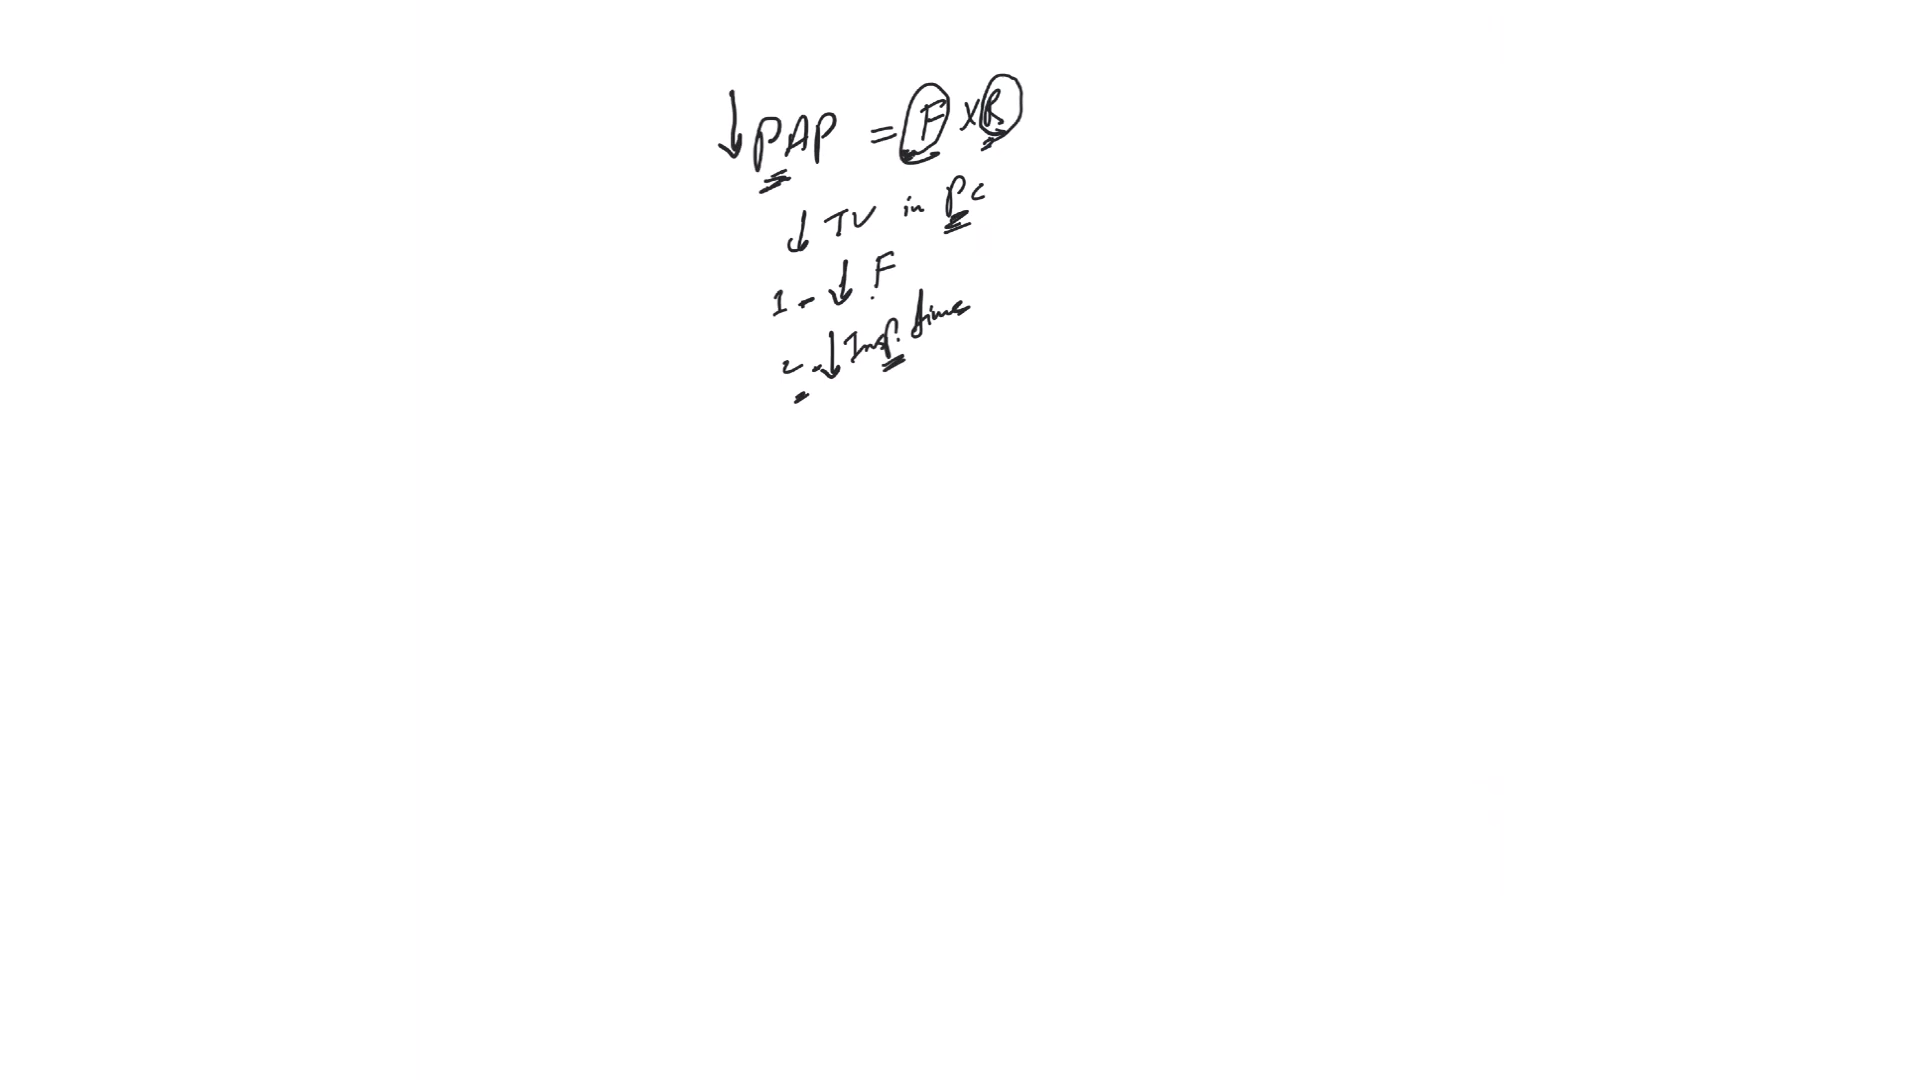 ↓ PAP = F x R
↓ TV in PC
1. ↓ F
2. ↓ Insp. time